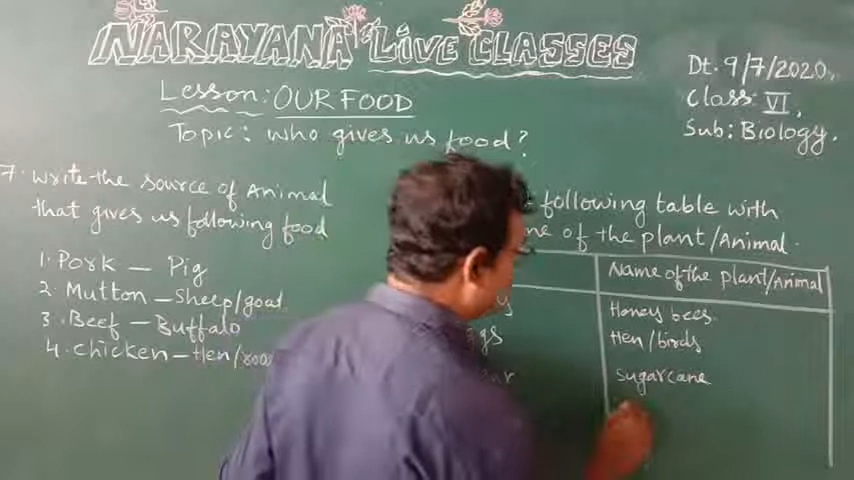 NARAYANA LIVE CLASSES
Dt. 9/7/2020.
Class: VI.
Sub: Biology.
Lesson: OUR FOOD
Topic: who gives us food?
7. Write the source of Animal
that gives us following food
1. Pork — Pig
2. Mutton — Sheep/goat
3. Beef — Buffalo
4. chicken — Hen/
following table with
of the plant/Animal.
Name of the plant/Animal
Honey bees.
Hen/birds
Sugarcane